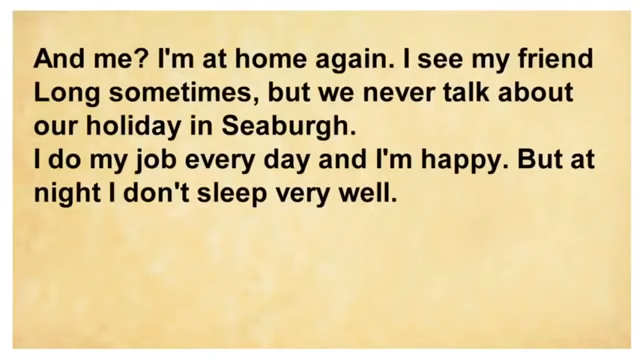 And me? I'm at home again. I see my friend
Long sometimes, but we never talk about
our holiday in Seaburgh.
I do my job every day and I'm happy. But at
night I don't sleep very well.